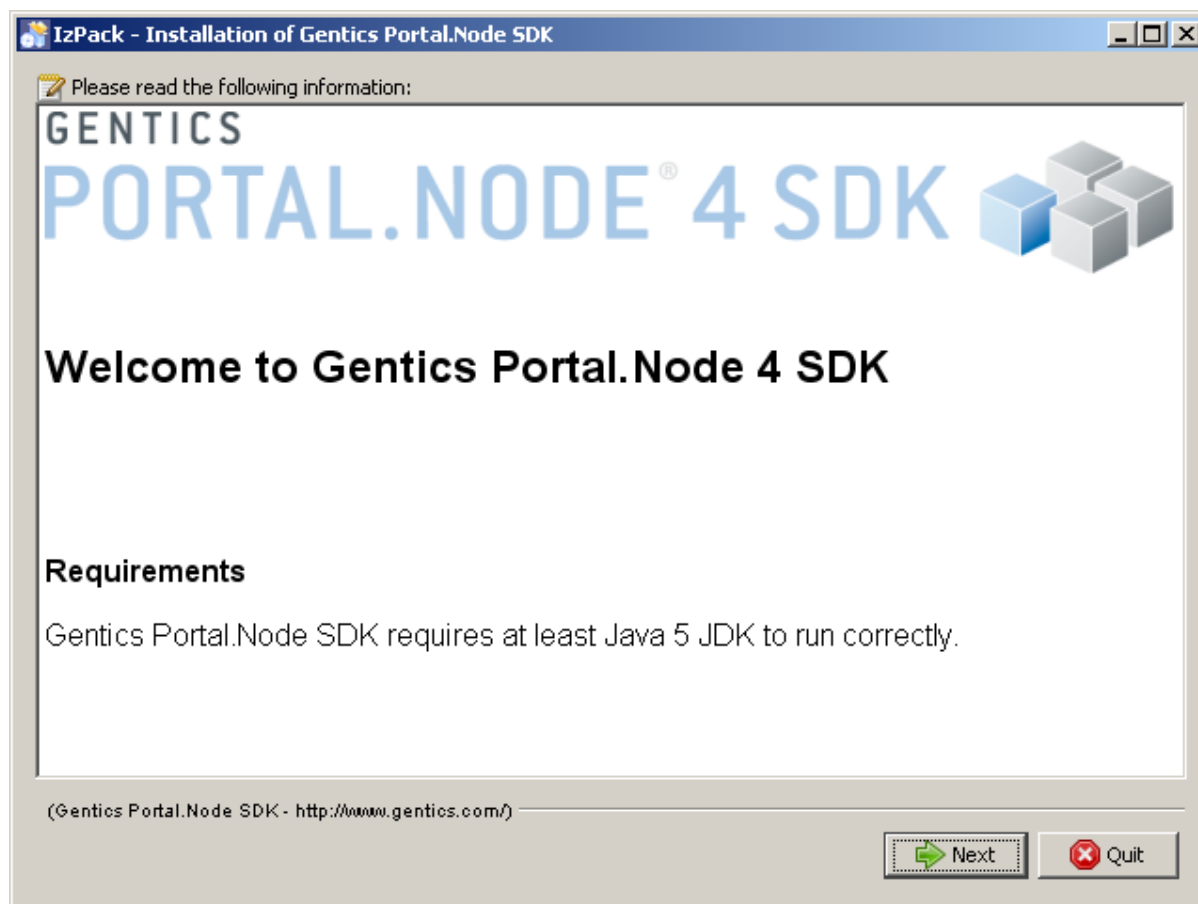 IzPack - Installation of Gentics Portal.Node SDK
Please read the following information:
GENTICS
PORTAL.NODE® 4 SDK
Welcome to Gentics Portal.Node 4 SDK
Requirements
Gentics Portal.Node SDK requires at least Java 5 JDK to run correctly.
(Gentics Portal.Node SDK - http://www.gentics.com/)
Next
Quit